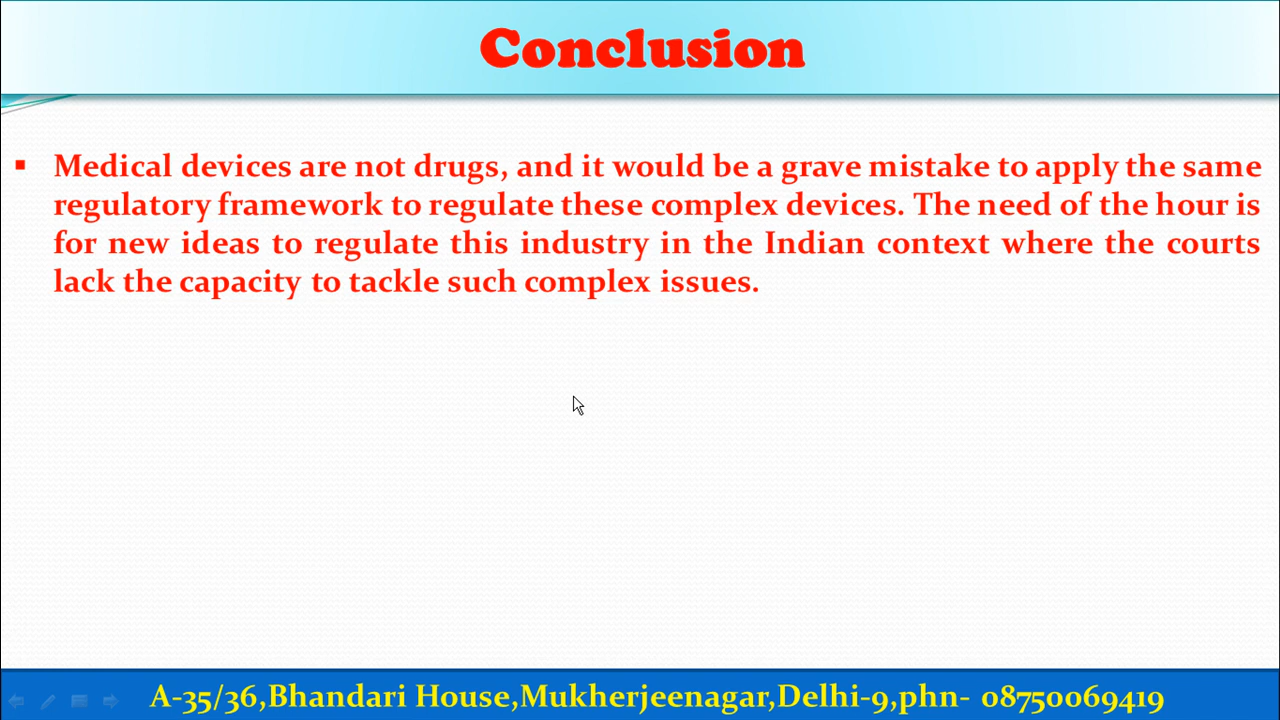 Conclusion
▪ Medical devices are not drugs, and it would be a grave mistake to apply the same
regulatory framework to regulate these complex devices. The need of the hour is
for new ideas to regulate this industry in the Indian context where the courts
lack the capacity to tackle such complex issues.
A-35/36,Bhandari House,Mukherjeenagar,Delhi-9,phn- 08750069419